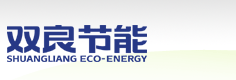 双良节能
SHUANGLIANG ECO-ENERGY